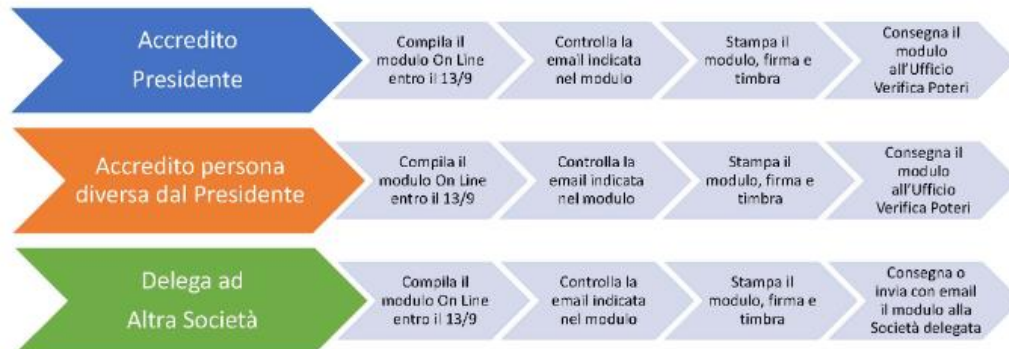 Accredito
Presidente
Compila il
modulo On Line
entro il 13/9
Controlla la
email indicata
nel modulo
Stampa il
modulo, firma e
timbra
Consegna il
modulo
all'Ufficio
Verifica Poteri
Accredito persona
diversa dal Presidente
Compila il
modulo On Line
entro il 13/9
Controlla la
email indicata
nel modulo
Stampa il
modulo, firma e
timbra
Consegna il
modulo
all'Ufficio
Verifica Poteri
Delega ad
Altra Società
Compila il
modulo On Line
entro il 13/9
Controlla la
email indicata
nel modulo
Stampa il
modulo, firma e
timbra
Consegna o
invia con email
il modulo alla
Società delegata